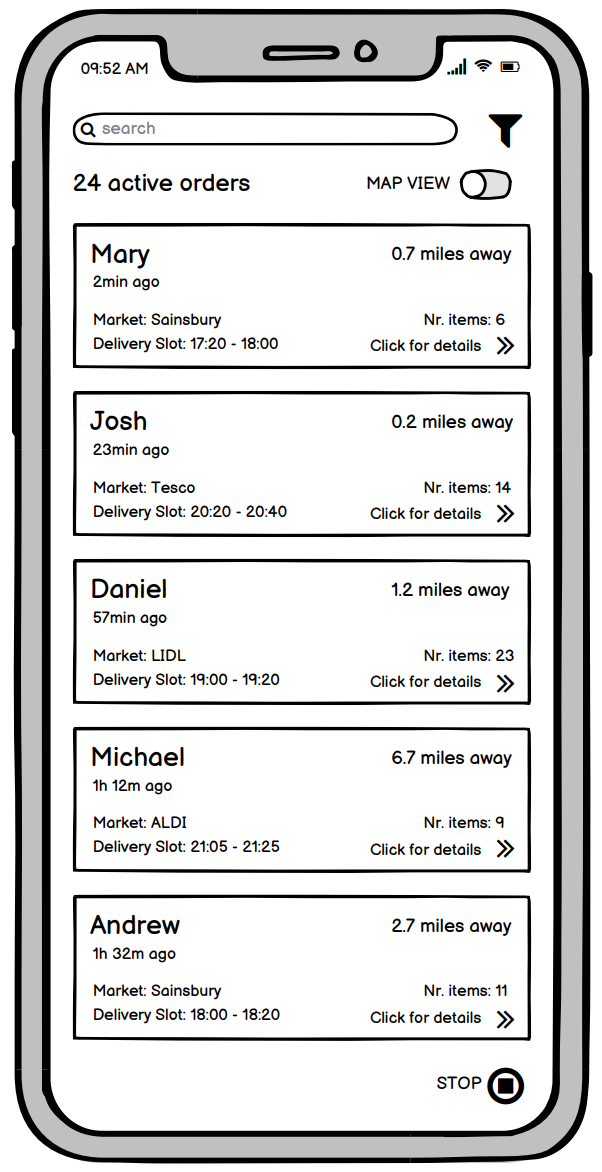 09:52 AM
search
24 active orders MAP VIEW
Mary 0.7 miles away
2min ago
Market: Sainsbury Nr. items: 6
Delivery Slot: 17:20 - 18:00 Click for details
Josh 0.2 miles away
23min ago
Market: Tesco Nr. items: 14
Delivery Slot: 20:20 - 20:40 Click for details
Daniel 1.2 miles away
57min ago
Market: LIDL Nr. items: 23
Delivery Slot: 19:00 - 19:20 Click for details
Michael 6.7 miles away
1h 12m ago
Market: ALDI Nr. items: 9
Delivery Slot: 21:05 - 21:25 Click for details
Andrew 2.7 miles away
1h 32m ago
Market: Sainsbury Nr. items: 11
Delivery Slot: 18:00 - 18:20 Click for details
STOP